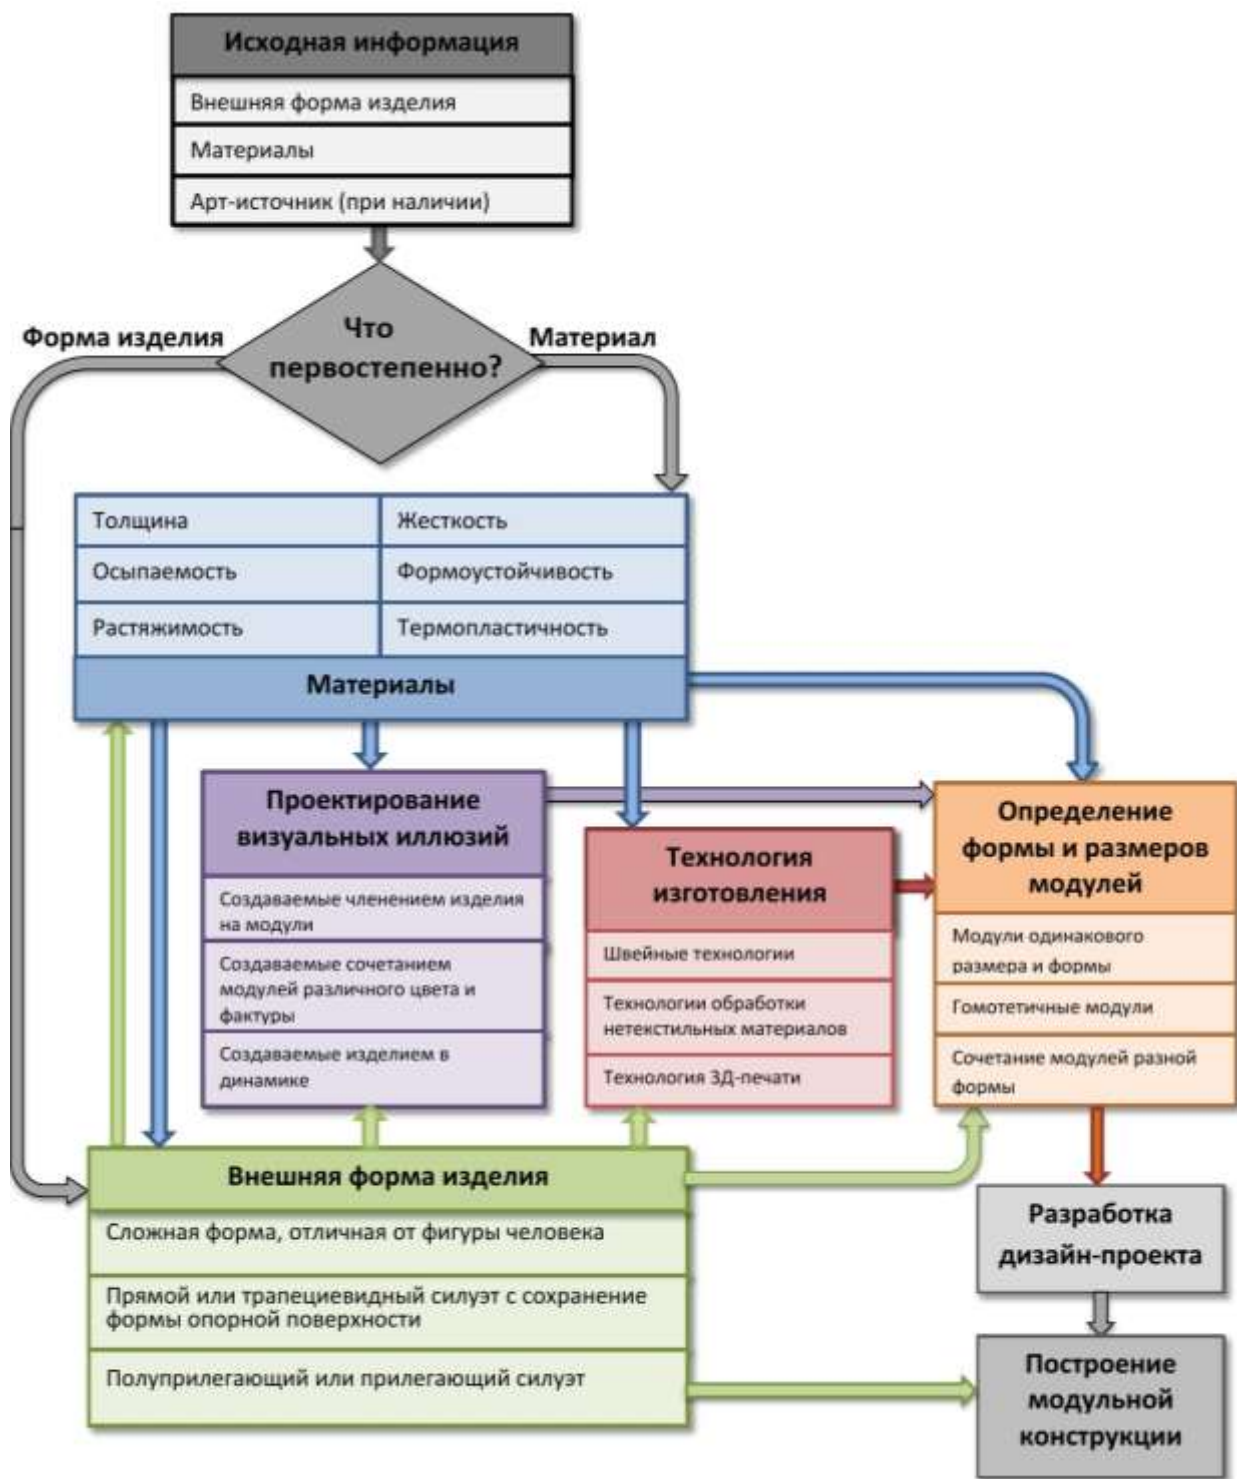 Исходная информация
Внешняя форма изделия
Материалы
Арт-источник (при наличии)
Форма изделия
Что
первостепенно?
Материал
Толщина
Жесткость
Осыпаемость
Формоустойчивость
Растяжимость
Термопластичность
Материалы
Проектирование
визуальных иллюзий
Создаваемые членением изделия
на модули
Создаваемые сочетанием
модулей различного цвета и
фактуры
Создаваемые изделием в
динамике
Технология
изготовления
Швейные технологии
Технологии обработки
нетекстильных материалов
Технология 3Д-печати
Определение
формы и размеров
модулей
Модули одинакового
размера и формы
Гомотетичные модули
Сочетание модулей разной
формы
Внешняя форма изделия
Сложная форма, отличная от фигуры человека
Прямой или трапециевидный силуэт с сохранение
формы опорной поверхности
Полуприлегающий или прилегающий силуэт
Разработка
дизайн-проекта
Построение
модульной
конструкции